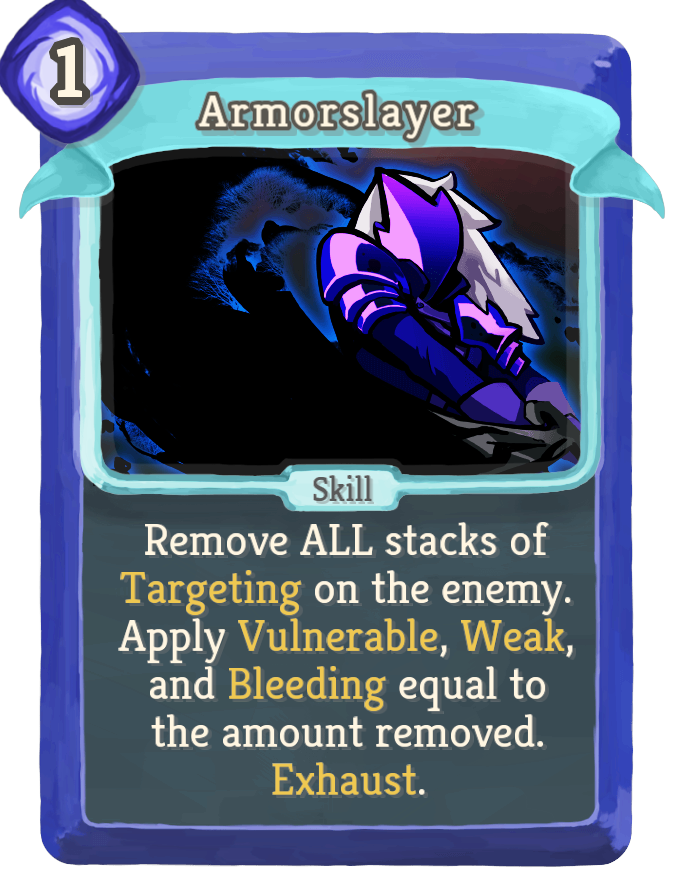 1
Armorslayer
Skill
Remove ALL stacks of
Targeting on the enemy.
Apply Vulnerable, Weak,
and Bleeding equal to
the amount removed.
Exhaust.